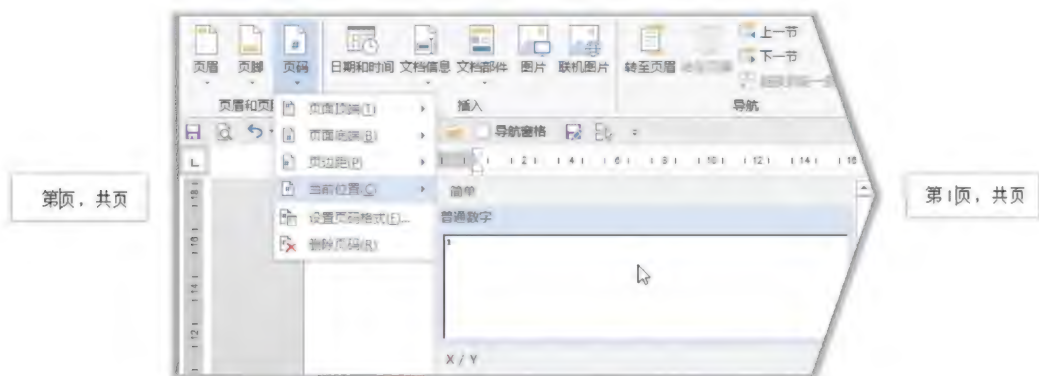 上一节
下一节
页眉 页脚 页码 日期和时间 文档信息 文档部件 图片 联机图片 转至页眉
页眉和页 插入 导航
页面顶端(T)
页面底端(B)
导航窗格
页边距(P)
当前位置(C)
设置页码格式(F)...
删除页码(R)
简单
普通数字
1
X / Y
第页，共页
第1页，共页